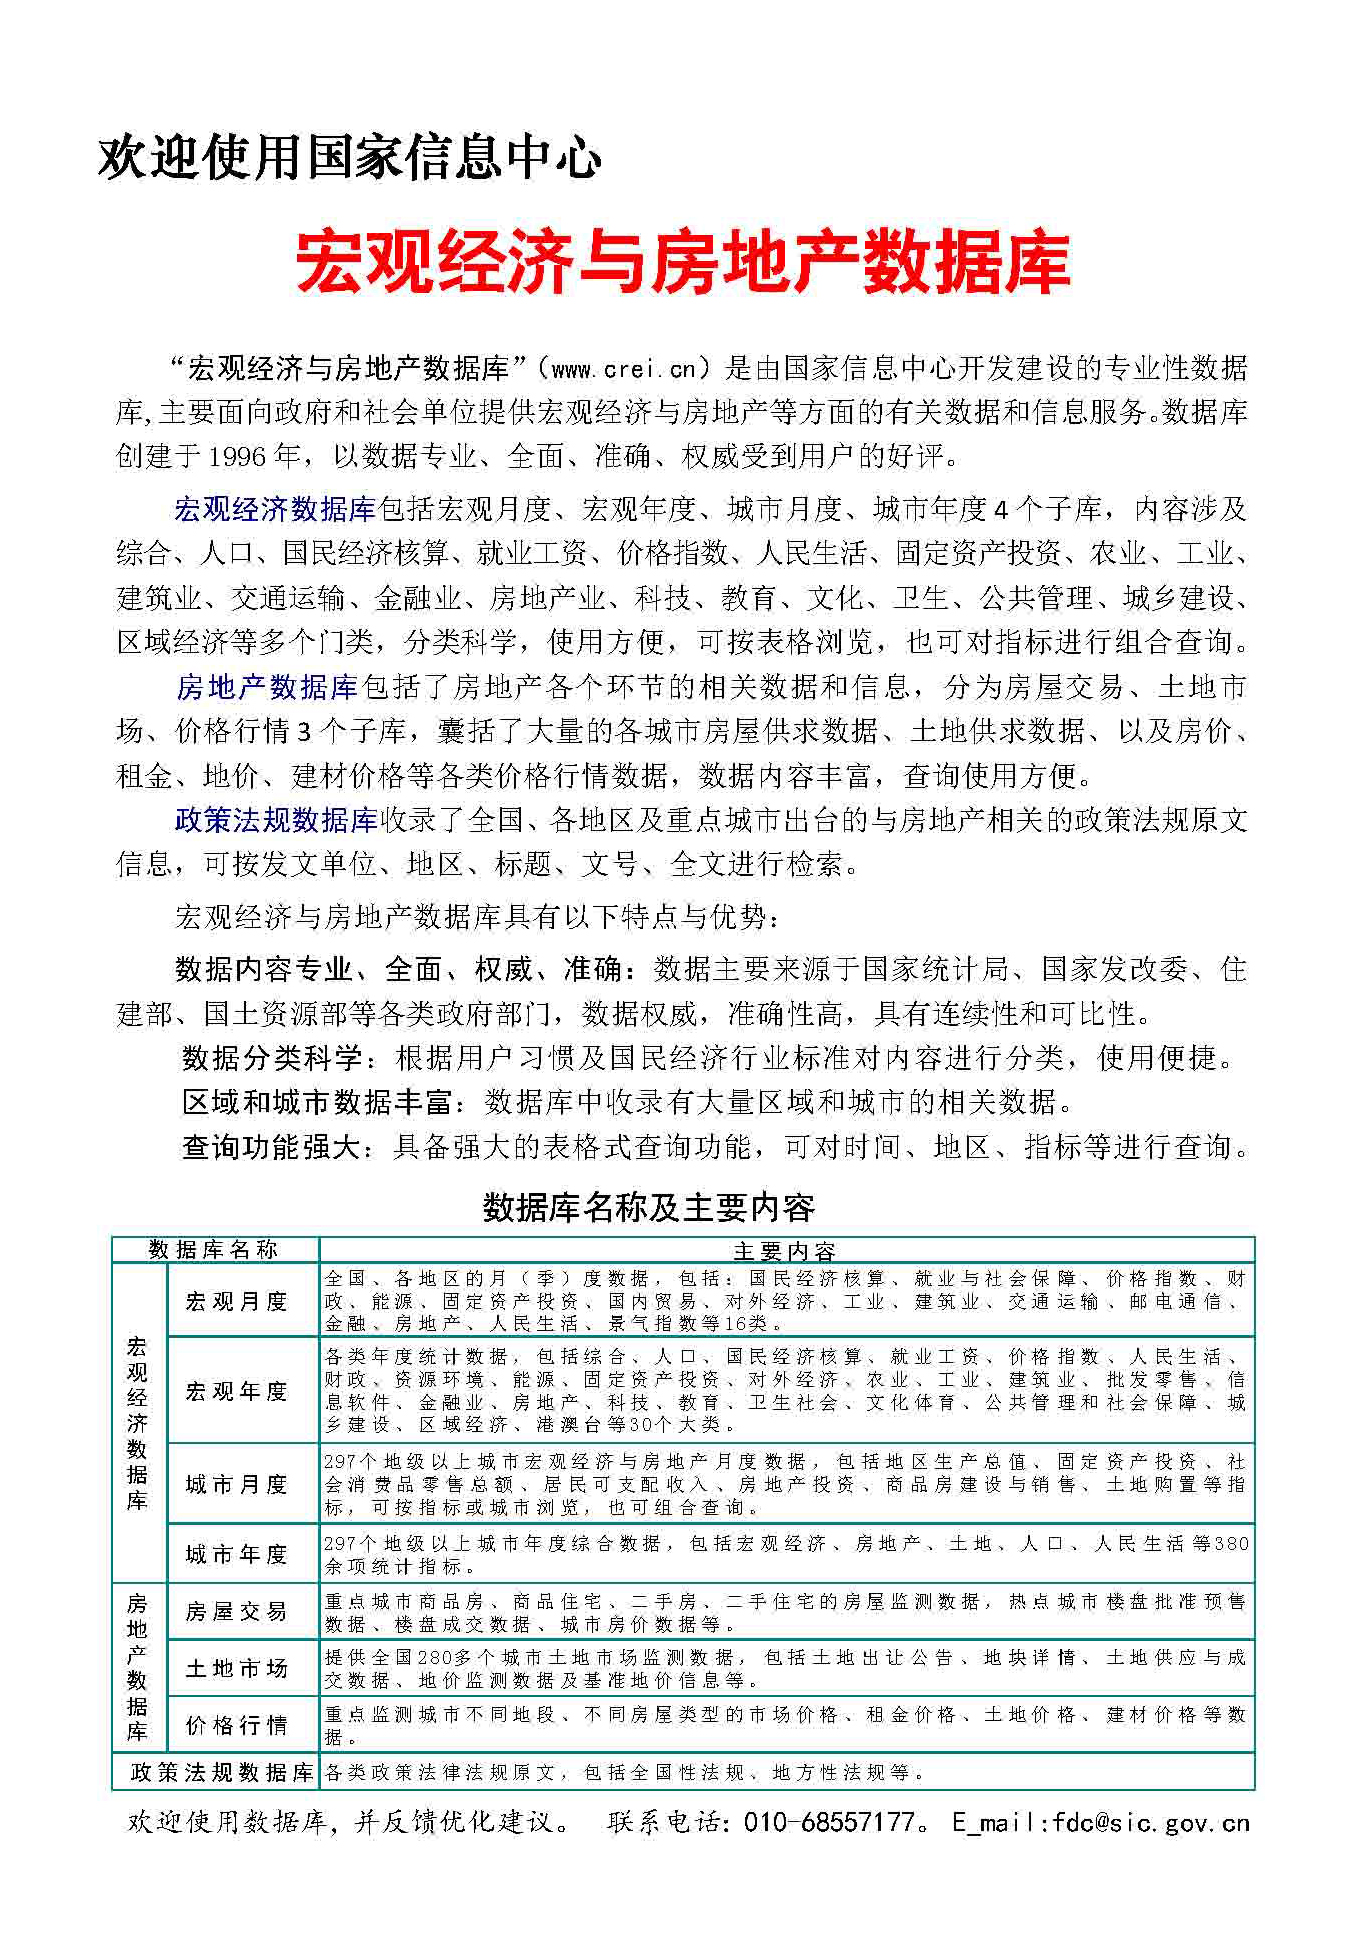 欢迎使用国家信息中心
宏观经济与房地产数据库
“宏观经济与房地产数据库”（www.crei.cn）是由国家信息中心开发建设的专业性数据
库,主要面向政府和社会单位提供宏观经济与房地产等方面的有关数据和信息服务。数据库
创建于 1996 年，以数据专业、全面、准确、权威受到用户的好评。
宏观经济数据库包括宏观月度、宏观年度、城市月度、城市年度 4 个子库，内容涉及
综合、人口、国民经济核算、就业工资、价格指数、人民生活、固定资产投资、农业、工业、
建筑业、交通运输、金融业、房地产业、科技、教育、文化、卫生、公共管理、城乡建设、
区域经济等多个门类，分类科学，使用方便，可按表格浏览，也可对指标进行组合查询。
房地产数据库包括了房地产各个环节的相关数据和信息，分为房屋交易、土地市
场、价格行情 3 个子库，囊括了大量的各城市房屋供求数据、土地供求数据、以及房价、
租金、地价、建材价格等各类价格行情数据，数据内容丰富，查询使用方便。
政策法规数据库收录了全国、各地区及重点城市出台的与房地产相关的政策法规原文
信息，可按发文单位、地区、标题、文号、全文进行检索。
宏观经济与房地产数据库具有以下特点与优势：
数据内容专业、全面、权威、准确：数据主要来源于国家统计局、国家发改委、住
建部、国土资源部等各类政府部门，数据权威，准确性高，具有连续性和可比性。
数据分类科学：根据用户习惯及国民经济行业标准对内容进行分类，使用便捷。
区域和城市数据丰富：数据库中收录有大量区域和城市的相关数据。
查询功能强大：具备强大的表格式查询功能，可对时间、地区、指标等进行查询。
数据库名称及主要内容
数据库名称 主要内容
宏观经济数据库
宏观月度
全国、各地区的月（季）度数据，包括：国民经济核算、就业与社会保障、价格指数、财
政、能源、固定资产投资、国内贸易、对外经济、工业、建筑业、交通运输、邮电通信、
金融、房地产、人民生活、景气指数等16类。
宏观年度
各类年度统计数据，包括综合、人口、国民经济核算、就业工资、价格指数、人民生活、
财政、资源环境、能源、固定资产投资、对外经济、农业、工业、建筑业、批发零售、信
息软件、金融业、房地产、科技、教育、卫生社会、文化体育、公共管理和社会保障、城
乡建设、区域经济、港澳台等30个大类。
城市月度
297个地级以上城市宏观经济与房地产月度数据，包括地区生产总值、固定资产投资、社
会消费品零售总额、居民可支配收入、房地产投资、商品房建设与销售、土地购置等指
标，可按指标或城市浏览，也可组合查询。
城市年度
297个地级以上城市年度综合数据，包括宏观经济、房地产、土地、人口、人民生活等380
余项统计指标。
房地产数据库
房屋交易
重点城市商品房、商品住宅、二手房、二手住宅的房屋监测数据，热点城市楼盘批准预售
数据、楼盘成交数据、城市房价数据等。
土地市场
提供全国280多个城市土地市场监测数据，包括土地出让公告、地块详情、土地供应与成
交数据、地价监测数据及基准地价信息等。
价格行情
重点监测城市不同地段、不同房屋类型的市场价格、租金价格、土地价格、建材价格等数
据。
政策法规数据库 各类政策法律法规原文，包括全国性法规、地方性法规等。
欢迎使用数据库，并反馈优化建议。 联系电话：010-68557177。 E_mail:fdc@sic.gov.cn